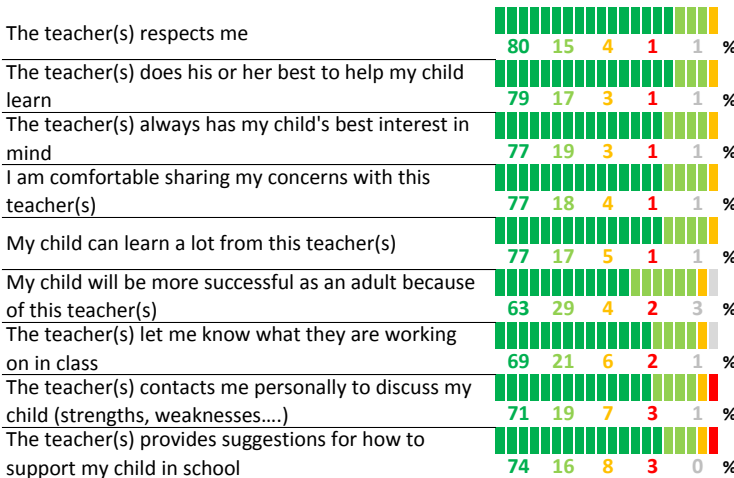 The teacher(s) respects me
80 15 4 1 1 %
The teacher(s) does his or her best to help my child
learn
79 17 3 1 1 %
The teacher(s) always has my child's best interest in
mind
77 19 3 1 1 %
I am comfortable sharing my concerns with this
teacher(s)
77 18 4 1 1 %
My child can learn a lot from this teacher(s)
77 17 5 1 1 %
My child will be more successful as an adult because
of this teacher(s)
63 29 4 2 3 %
The teacher(s) let me know what they are working
on in class
69 21 6 2 1 %
The teacher(s) contacts me personally to discuss my
child (strengths, weaknesses....)
71 19 7 3 1 %
The teacher(s) provides suggestions for how to
support my child in school
74 16 8 3 0 %